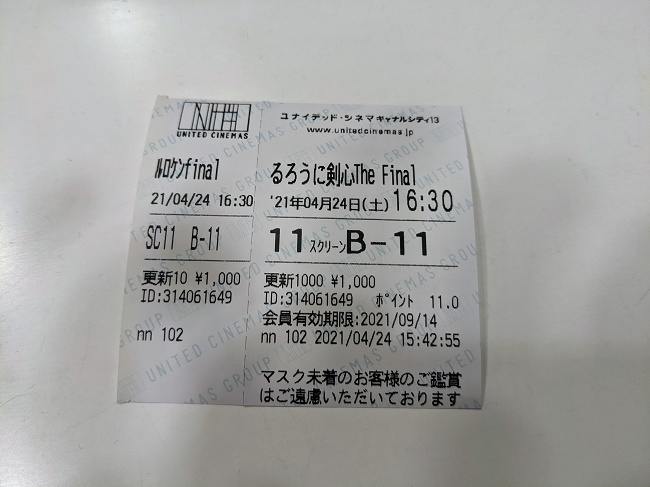 UNITED CINEMAS
ﾙﾛｹﾝfinal
21/04/24 16:30
SC11 B-11
更新10 ¥1,000
ID:314061649
nn 102
ユナイテッド・シネマキャナルシティ13
www.unitedcinemas.jp
るろうに剣心The Final
'21年04月24日(土)16:30
11スクリーンB-11
更新1000 ¥1,000
ID:314061649 ﾎﾟｲﾝﾄ 11.0
会員有効期限:2021/09/14
nn 102 2021/04/24 15:42:55
マスク未着のお客様のご鑑賞
はご遠慮いただいております
UNITED CINEMAS GROUP